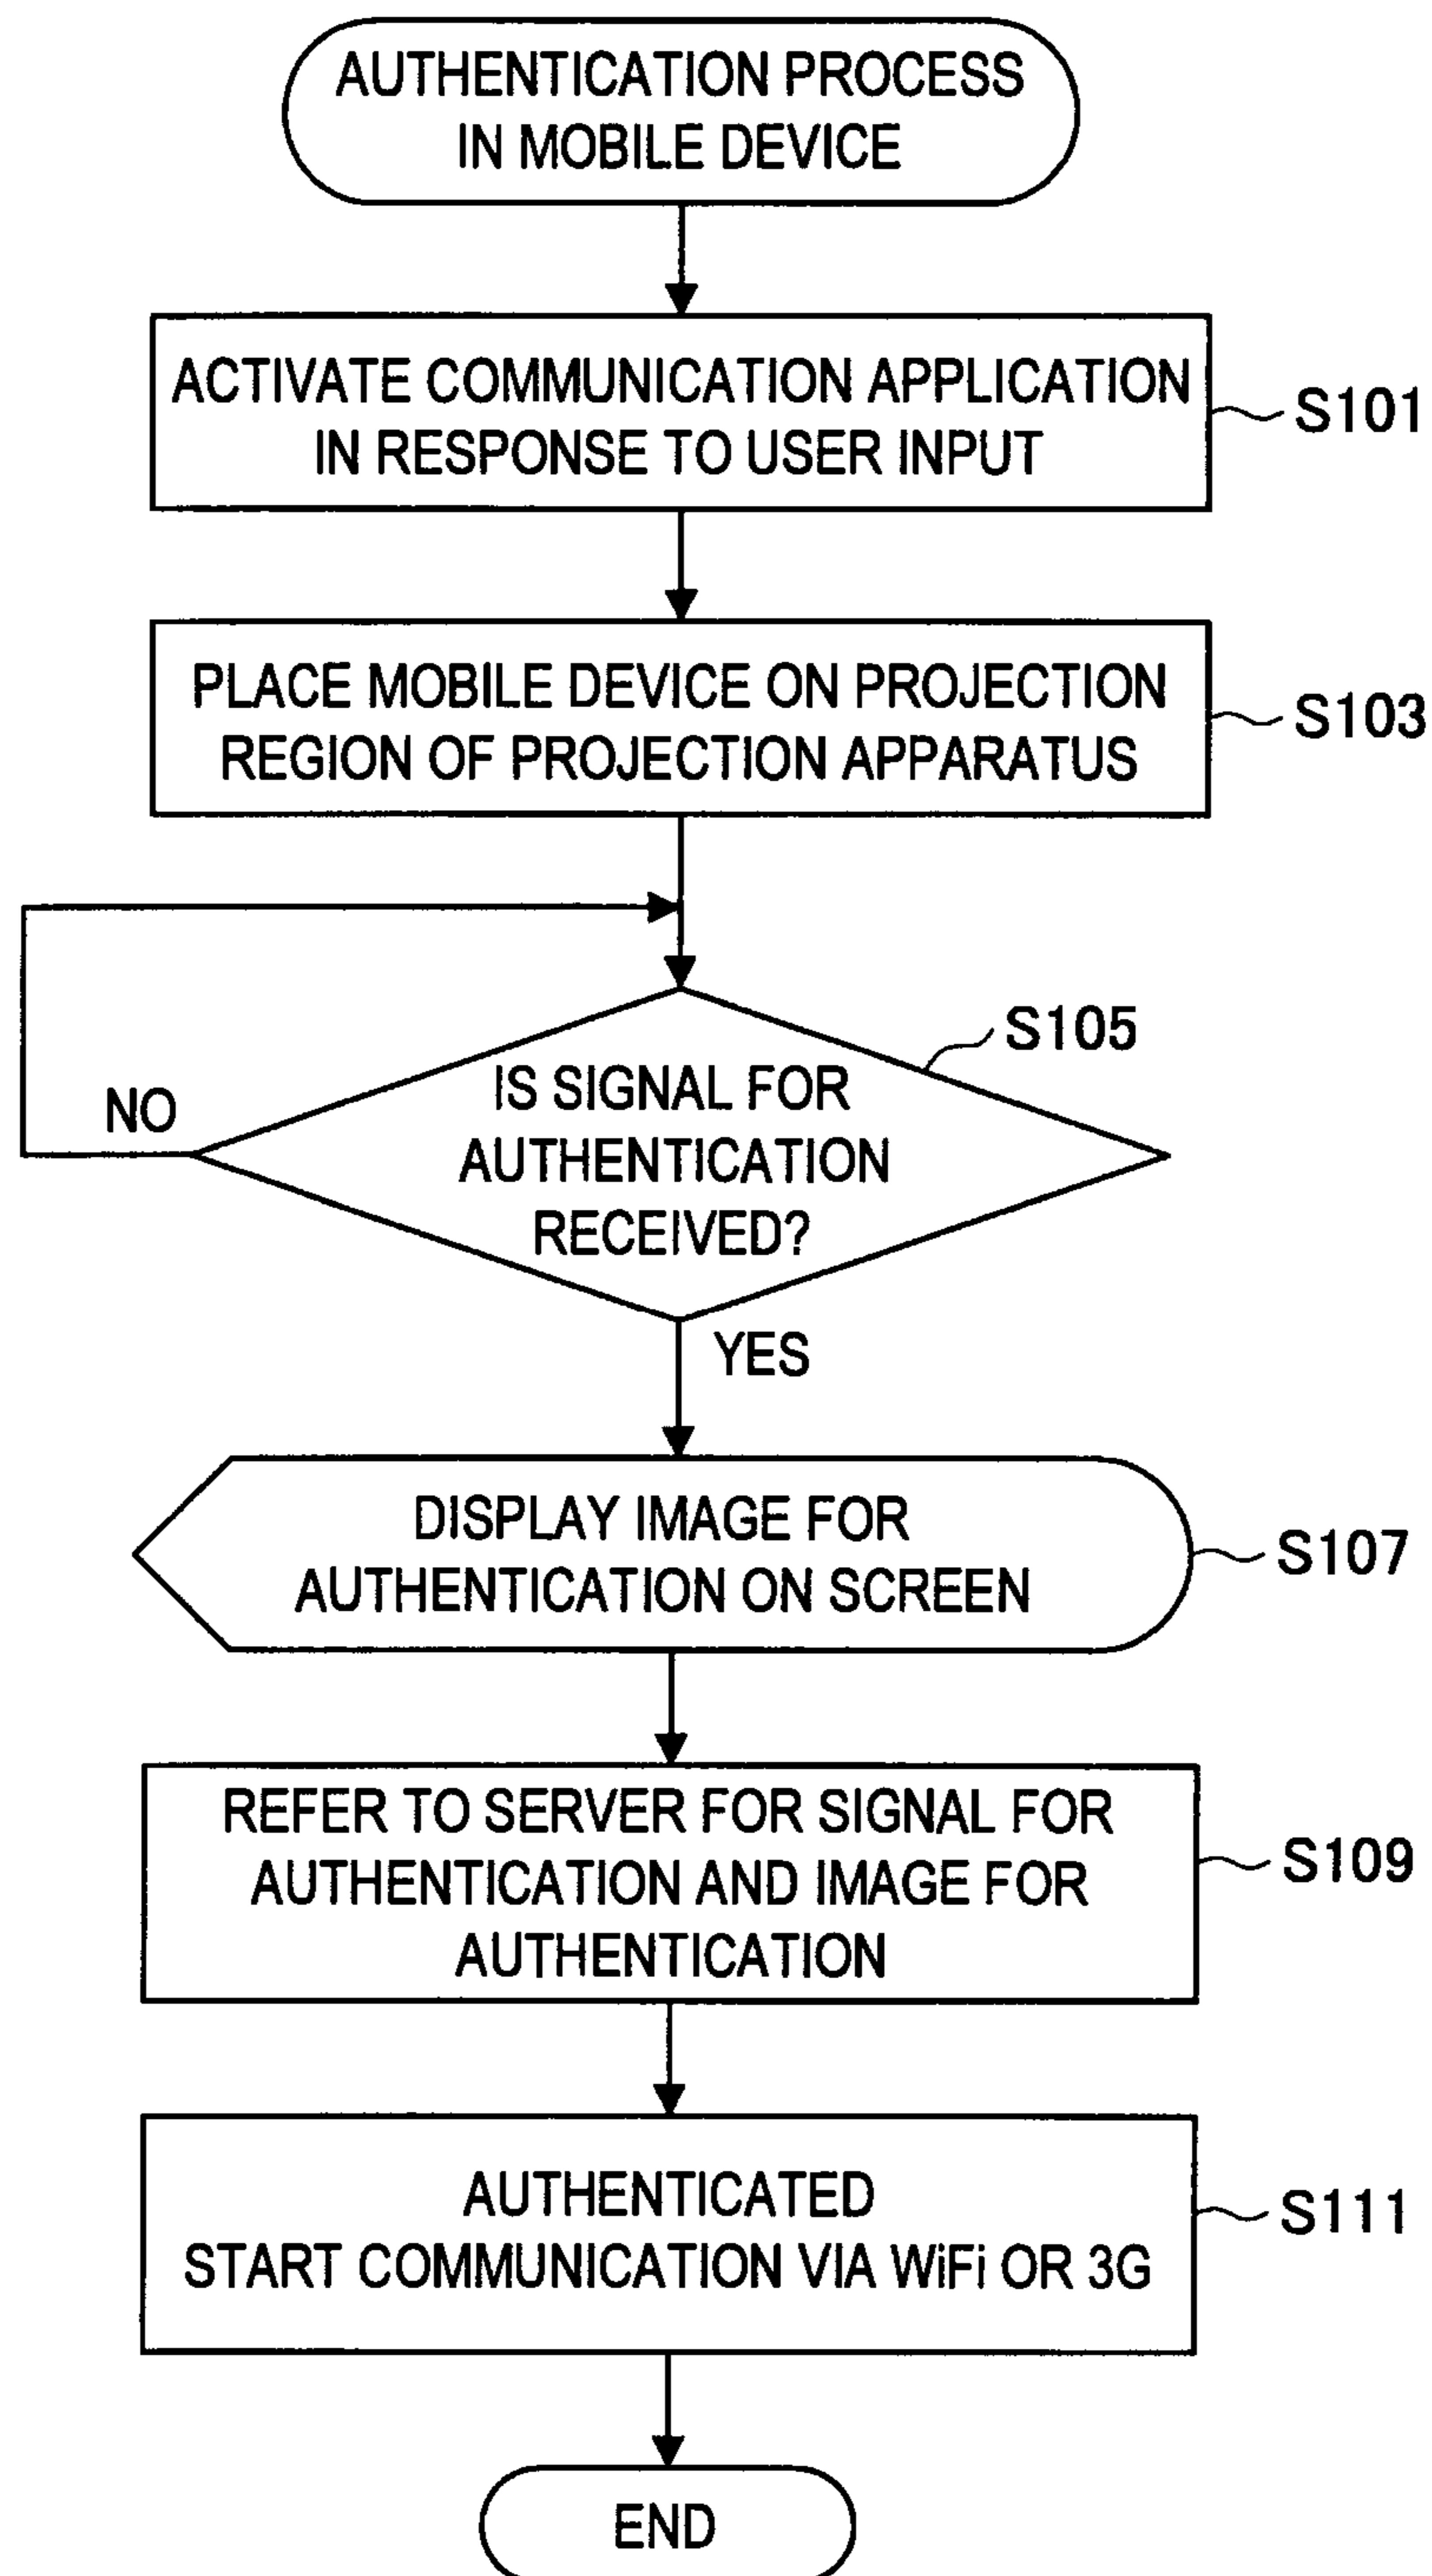 AUTHENTICATION PROCESS
IN MOBILE DEVICE
ACTIVATE COMMUNICATION APPLICATION
IN RESPONSE TO USER INPUT
S101
PLACE MOBILE DEVICE ON PROJECTION
REGION OF PROJECTION APPARATUS
S103
S105
IS SIGNAL FOR
AUTHENTICATION
RECEIVED?
NO
YES
DISPLAY IMAGE FOR
AUTHENTICATION ON SCREEN
S107
REFER TO SERVER FOR SIGNAL FOR
AUTHENTICATION AND IMAGE FOR
AUTHENTICATION
S109
AUTHENTICATED
START COMMUNICATION VIA WiFi OR 3G
S111
END